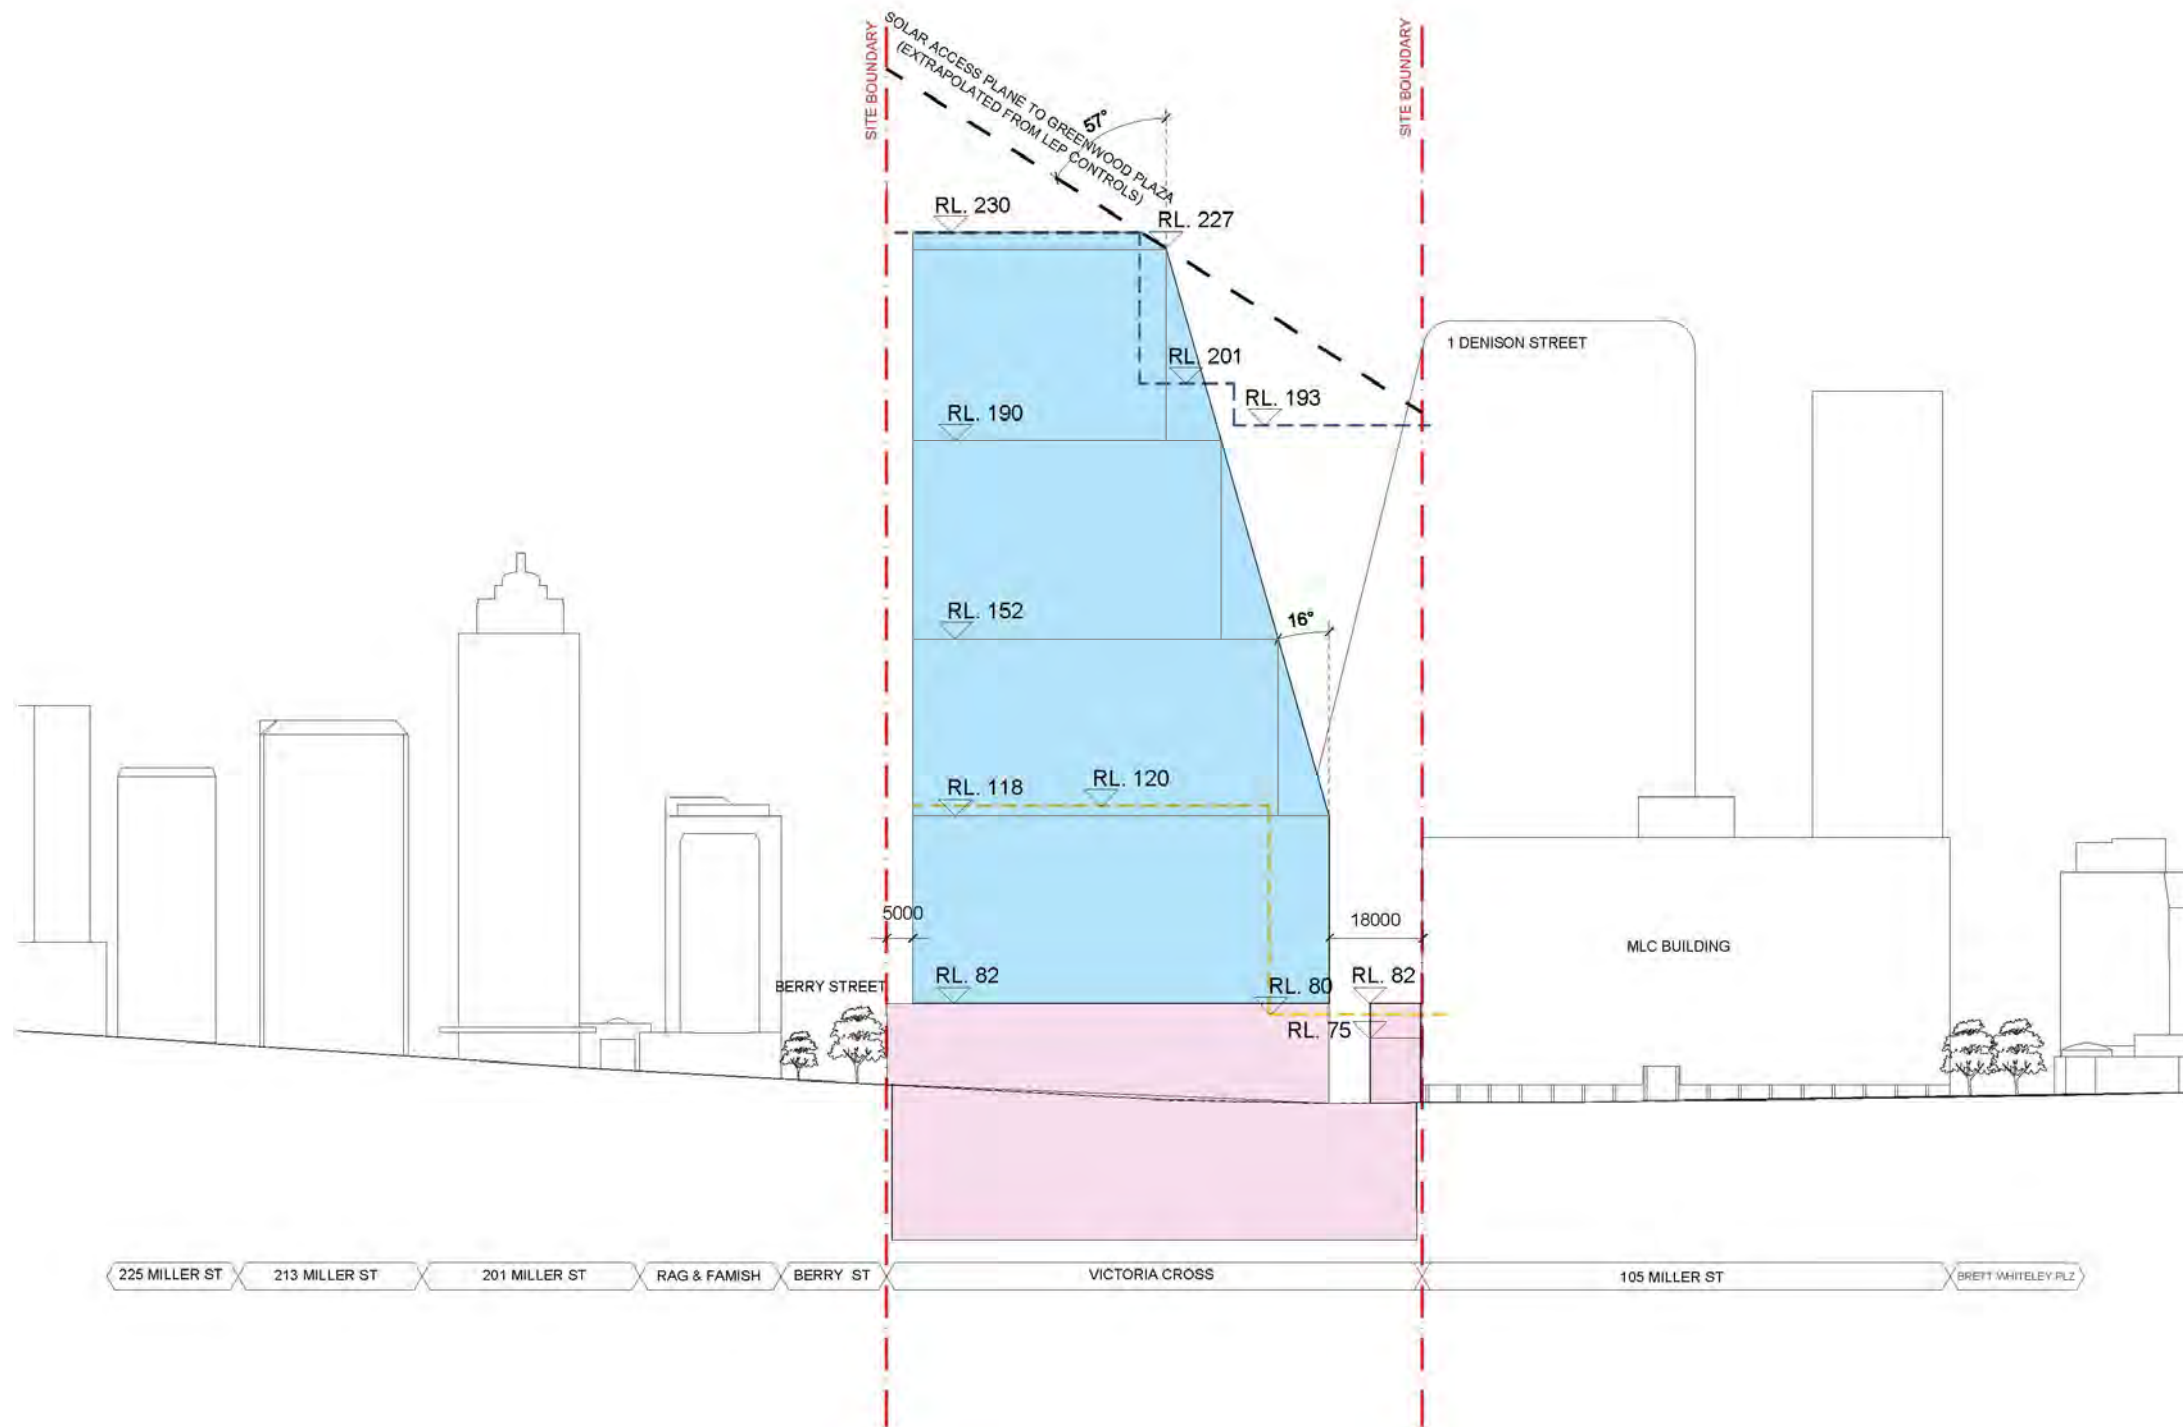 SITE BOUNDARY
SOLAR ACCESS PLANE TO GREENWOOD PLAZA
(EXTRAPOLATED FROM LEP CONTROLS)
57°
SITE BOUNDARY
RL. 230
RL. 227
1 DENISON STREET
RL. 201
RL. 193
RL. 190
RL. 152
16°
RL. 118
RL. 120
5000
18000
MLC BUILDING
BERRY STREET
RL. 82
RL. 80
RL. 82
RL. 75
225 MILLER ST
213 MILLER ST
201 MILLER ST
RAG & FAMISH
BERRY ST
VICTORIA CROSS
105 MILLER ST
BRETT WHITELEY PLZ